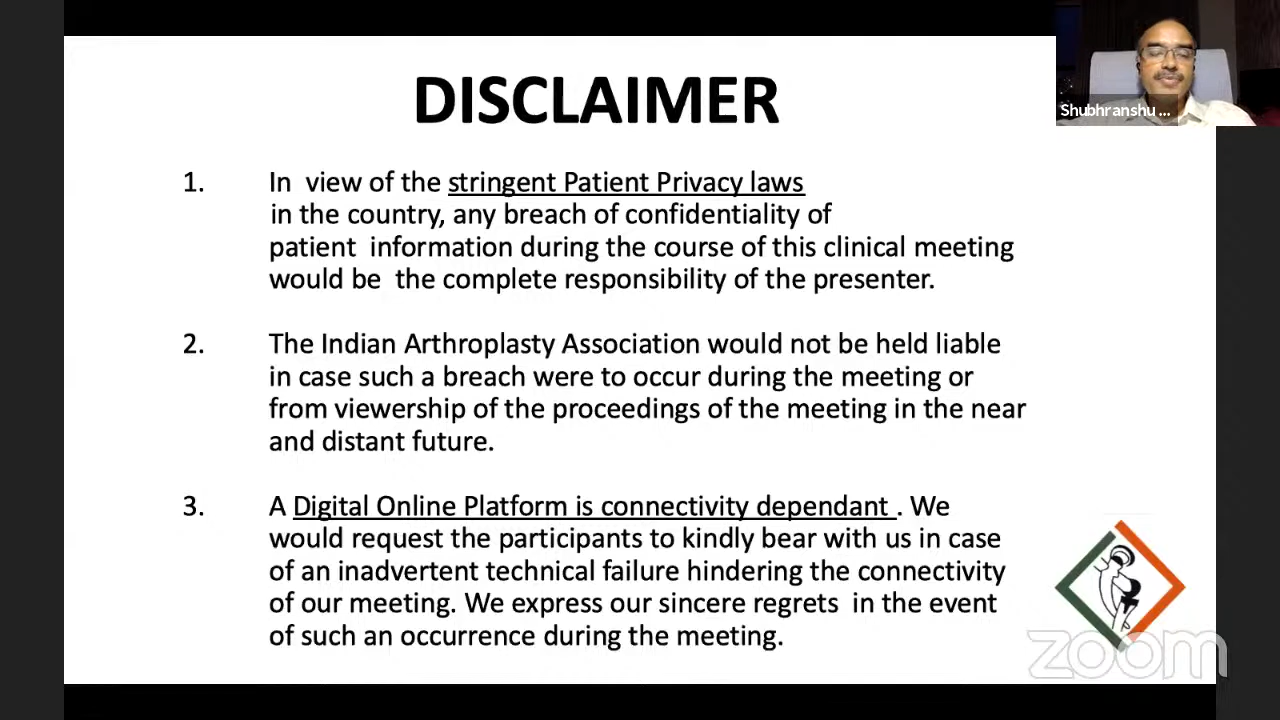 DISCLAIMER
Shubhranshu ...
1. In view of the stringent Patient Privacy laws
in the country, any breach of confidentiality of
patient information during the course of this clinical meeting
would be the complete responsibility of the presenter.
2. The Indian Arthroplasty Association would not be held liable
in case such a breach were to occur during the meeting or
from viewership of the proceedings of the meeting in the near
and distant future.
3. A Digital Online Platform is connectivity dependant . We
would request the participants to kindly bear with us in case
of an inadvertent technical failure hindering the connectivity
of our meeting. We express our sincere regrets in the event
of such an occurrence during the meeting.
zoom